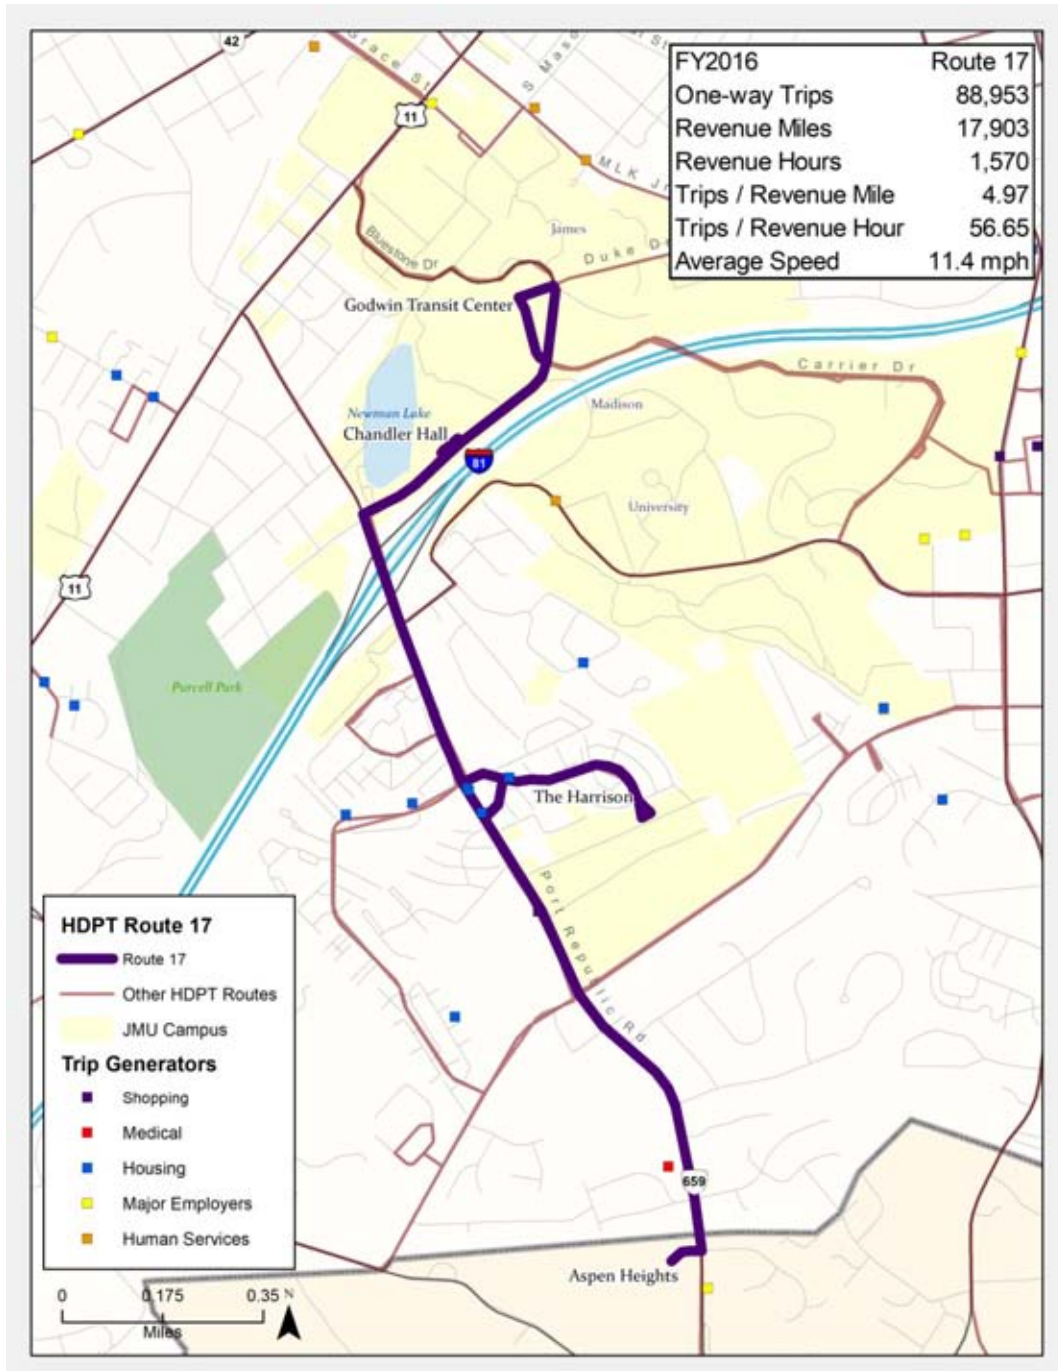 42
Grace St
S Maso
St
11
MLK Jr
FY2016 Route 17
One-way Trips 88,953
Revenue Miles 17,903
Revenue Hours 1,570
Trips / Revenue Mile 4.97
Trips / Revenue Hour 56.65
Average Speed 11.4 mph
James
Bluestone Dr
Duke Dr
Godwin Transit Center
Carrier Dr
Madison
Newman Lake
Chandler Hall
81
University
11
Purcell Park
The Harrison
Port Republic Rd
659
Aspen Heights
HDPT Route 17
Route 17
Other HDPT Routes
JMU Campus
Trip Generators
Shopping
Medical
Housing
Major Employers
Human Services
0 0.175 0.35 N
Miles